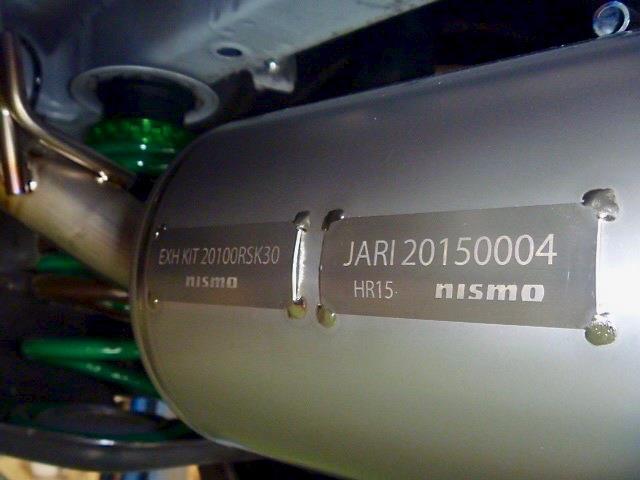 EXH KIT 20100RSK30
nismo
JARI 20150004
HR15 nismo